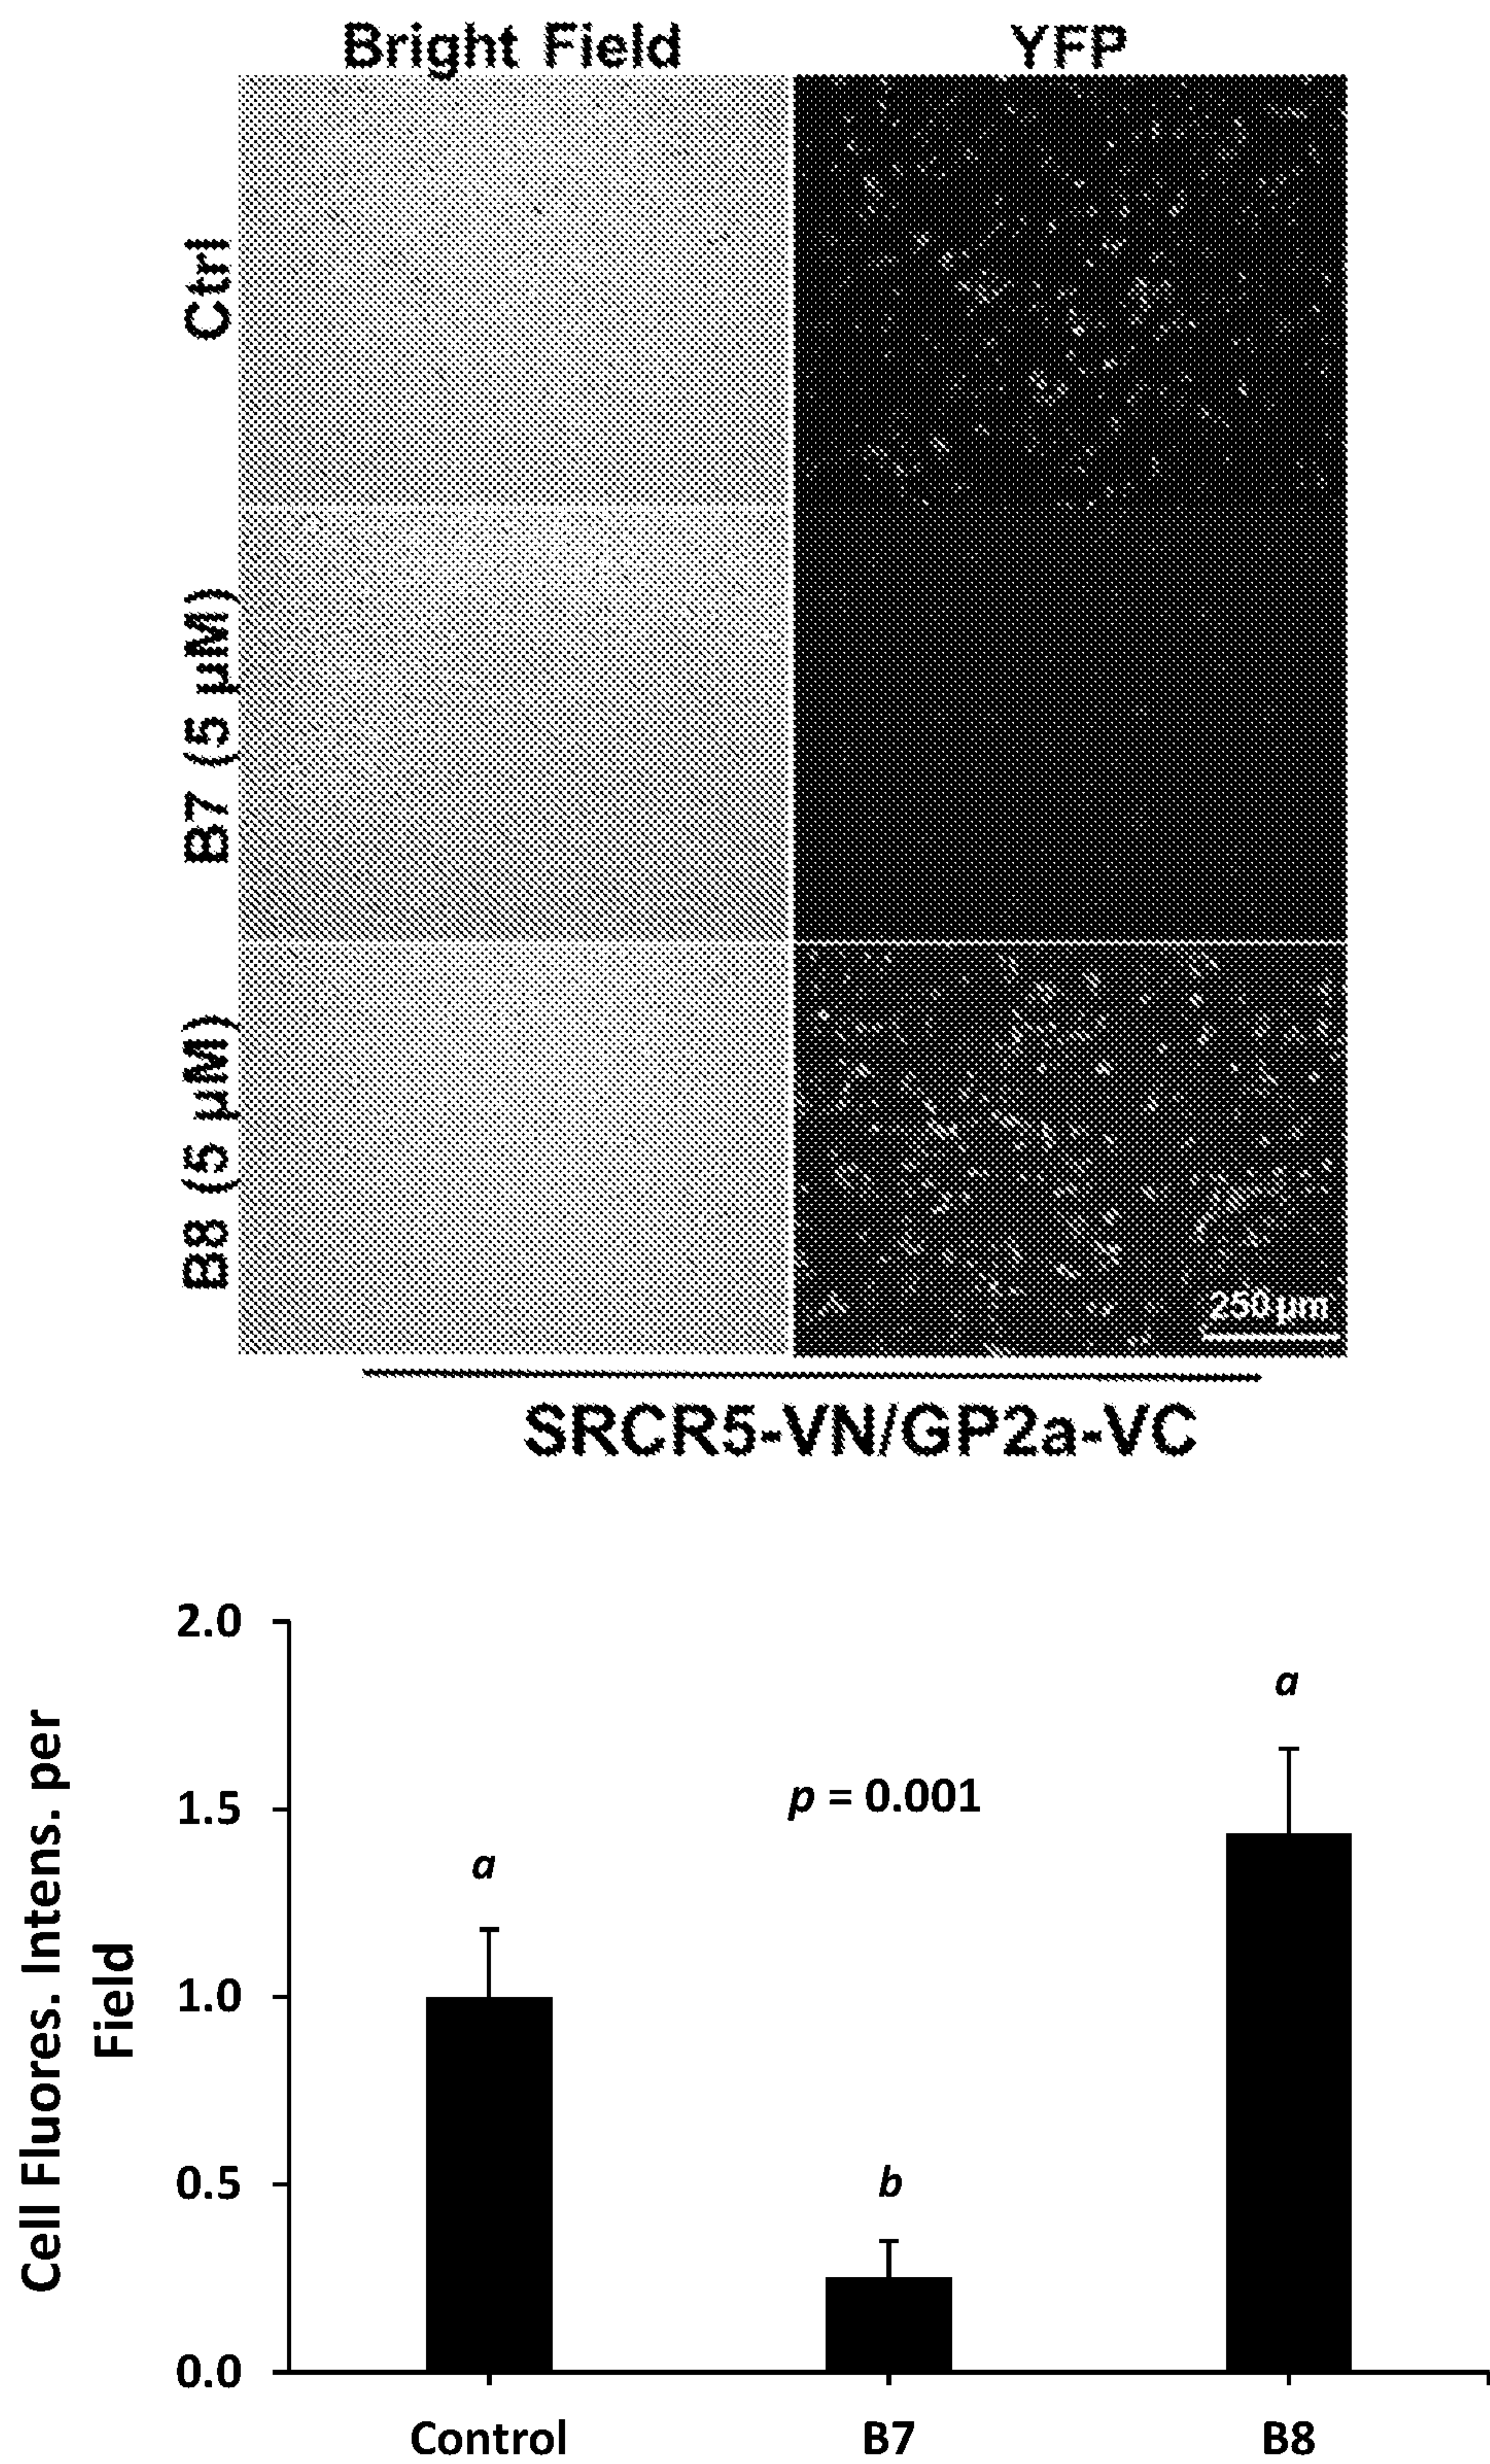 Bright Field YFP
Ctrl
B7 (5 µM)
B8 (5 µM)
250 µm
SRCR5-VN/GP2a-VC
Cell Fluores. Intens. per
Field
2.0
1.5
1.0
0.5
0.0
a
b
a
p = 0.001
Control B7 B8